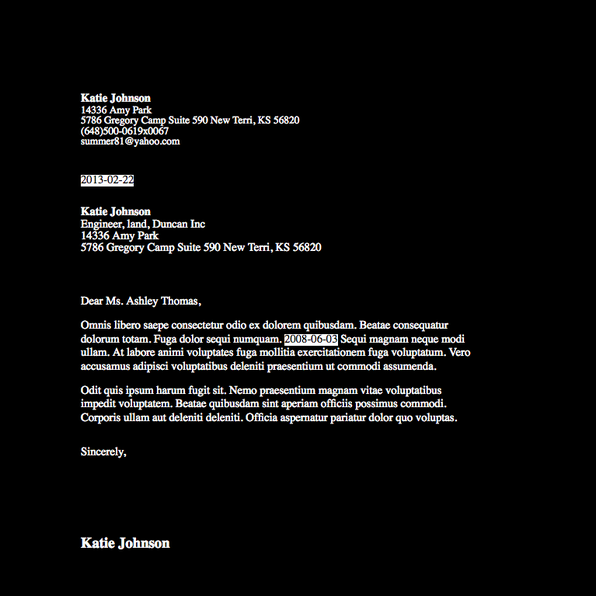 Katie Johnson
14336 Amy Park
5786 Gregory Camp Suite 590 New Terri, KS 56820
(648)500-0619x0067
summer81@yahoo.com
2013-02-22
Katie Johnson
Engineer, land, Duncan Inc
14336 Amy Park
5786 Gregory Camp Suite 590 New Terri, KS 56820
Dear Ms. Ashley Thomas,
Omnis libero saepe consectetur odio ex dolorem quibusdam. Beatae consequatur
dolorum totam. Fuga dolor sequi numquam. 2008-06-03 Sequi magnam neque modi
ullam. At labore animi voluptates fuga mollitia exercitationem fuga voluptatum. Vero
accusamus adipisci voluptatibus deleniti praesentium ut commodi assumenda.
Odit quis ipsum harum fugit sit. Nemo praesentium magnam vitae voluptatibus
impedit voluptatem. Beatae quibusdam sint aperiam officiis possimus commodi.
Corporis ullam aut deleniti deleniti. Officia aspernatur pariatur dolor quo voluptas.
Sincerely,
Katie Johnson